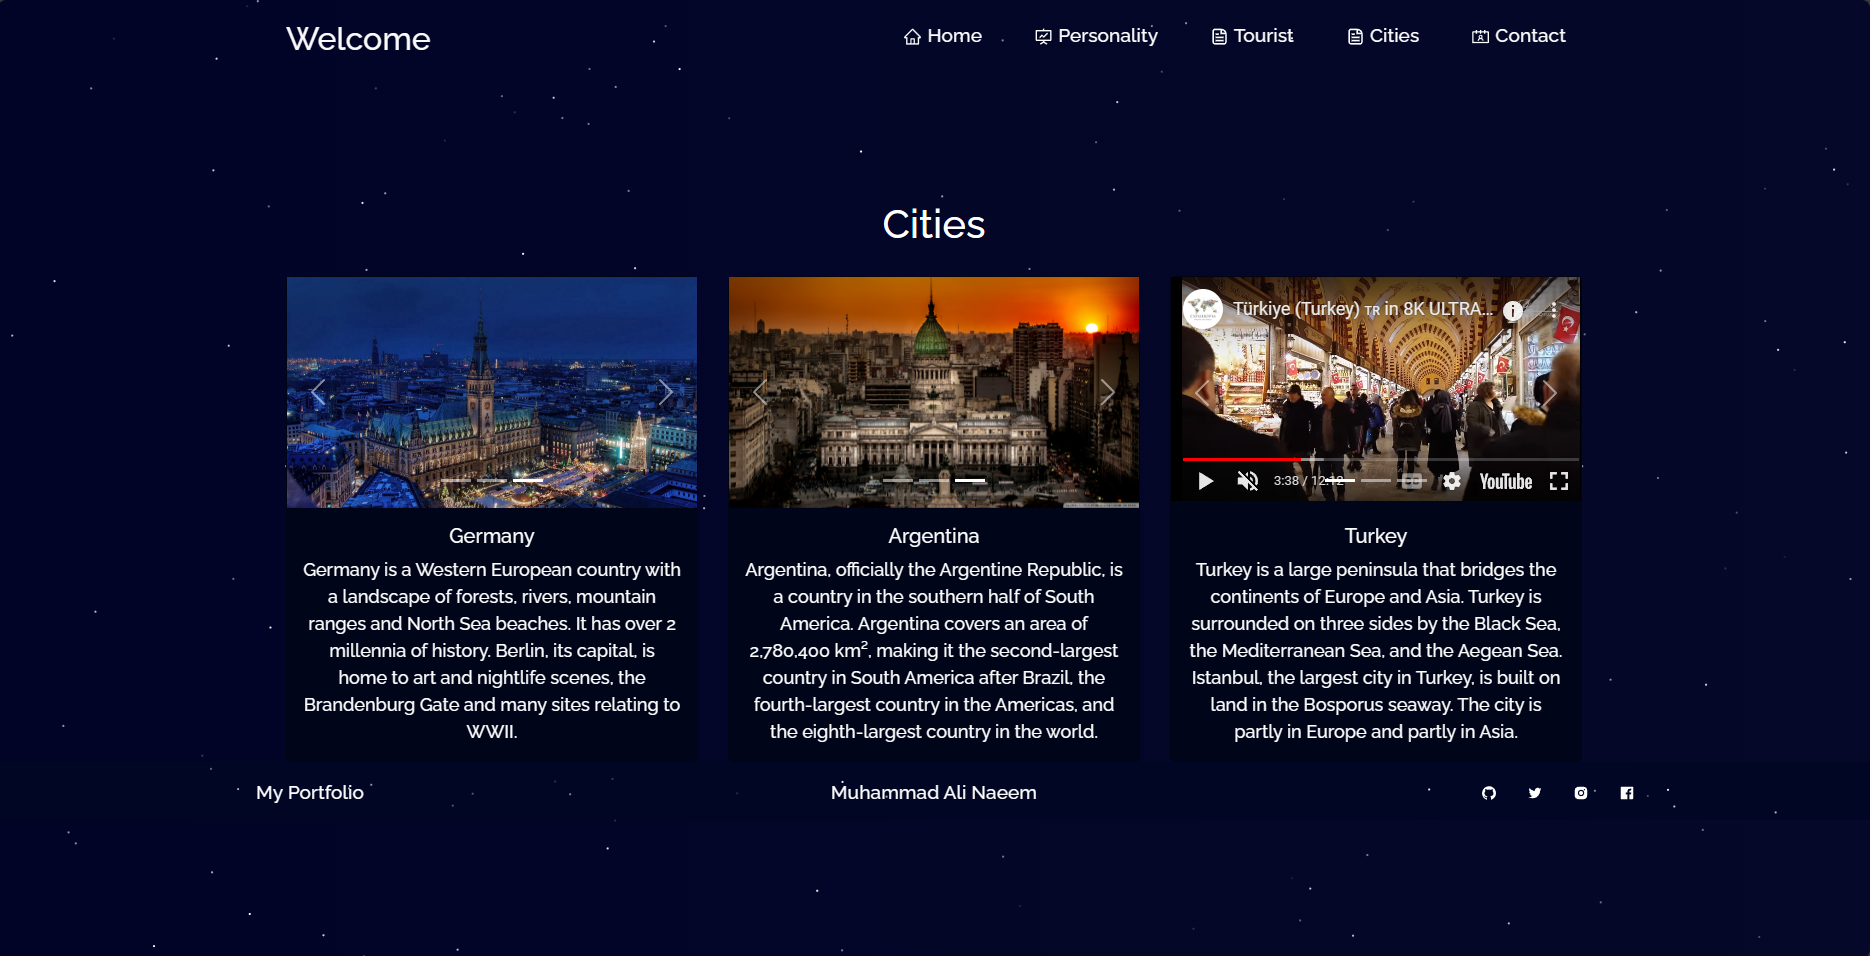 Welcome
Home
Personality
Tourist
Cities
Contact
Cities
Türkiye (Turkey) ᴛʀ in 8K ULTRA...
3:38 / 12:12
YouTube
Germany
Germany is a Western European country with
a landscape of forests, rivers, mountain
ranges and North Sea beaches. It has over 2
millennia of history. Berlin, its capital, is
home to art and nightlife scenes, the
Brandenburg Gate and many sites relating to
WWII.
Argentina
Argentina, officially the Argentine Republic, is
a country in the southern half of South
America. Argentina covers an area of
2,780,400 km², making it the second-largest
country in South America after Brazil, the
fourth-largest country in the Americas, and
the eighth-largest country in the world.
Turkey
Turkey is a large peninsula that bridges the
continents of Europe and Asia. Turkey is
surrounded on three sides by the Black Sea,
the Mediterranean Sea, and the Aegean Sea.
Istanbul, the largest city in Turkey, is built on
land in the Bosporus seaway. The city is
partly in Europe and partly in Asia.
My Portfolio
Muhammad Ali Naeem